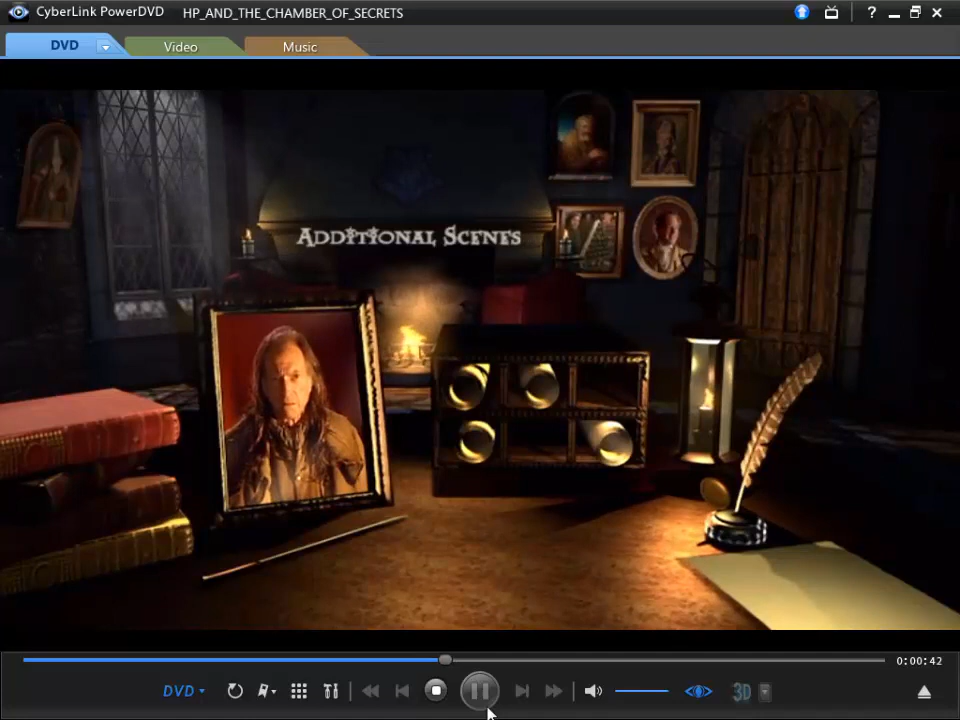 CyberLink PowerDVD HP_AND_THE_CHAMBER_OF_SECRETS
DVD Video Music
ADDITIONAL SCENES
0:00:42
DVD 3D